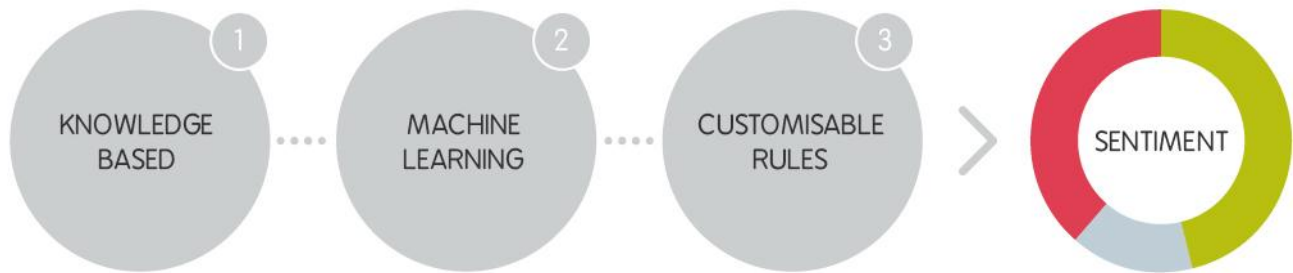 1
KNOWLEDGE
BASED
2
MACHINE
LEARNING
3
CUSTOMISABLE
RULES
SENTIMENT